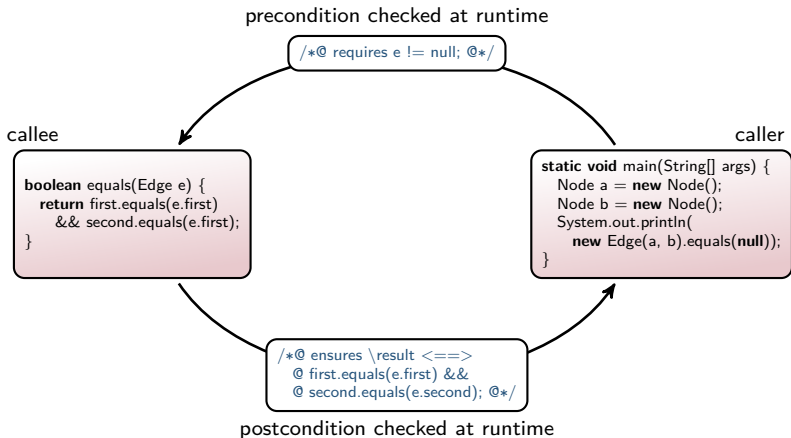 precondition checked at runtime
/*@ requires e != null; @*/
callee
boolean equals(Edge e) {
return first.equals(e.first)
&& second.equals(e.first);
}
caller
static void main(String[] args) {
Node a = new Node();
Node b = new Node();
System.out.println(
new Edge(a, b).equals(null));
}
/*@ ensures \result <==>
@ first.equals(e.first) &&
@ second.equals(e.second); @*/
postcondition checked at runtime